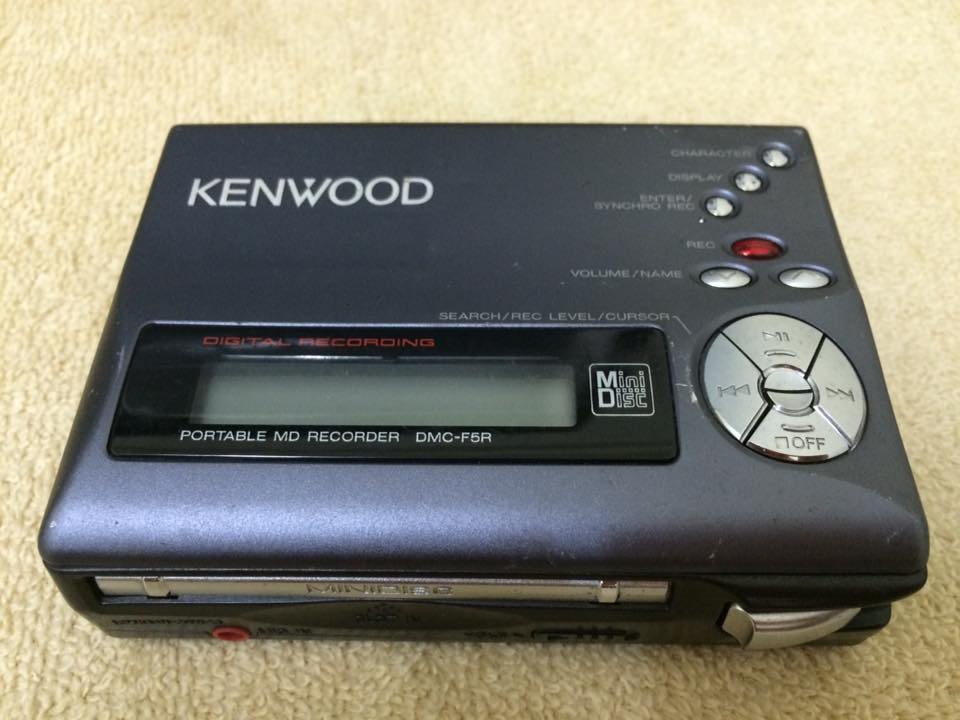 KENWOOD
CHARACTER
DISPLAY
ENTER/
SYNCHRO REC
REC
VOLUME/NAME
SEARCH/REC LEVEL/CURSOR
DIGITAL RECORDING
Mini
Disc
PORTABLE MD RECORDER DMC-F5R
OFF
MINIDISC